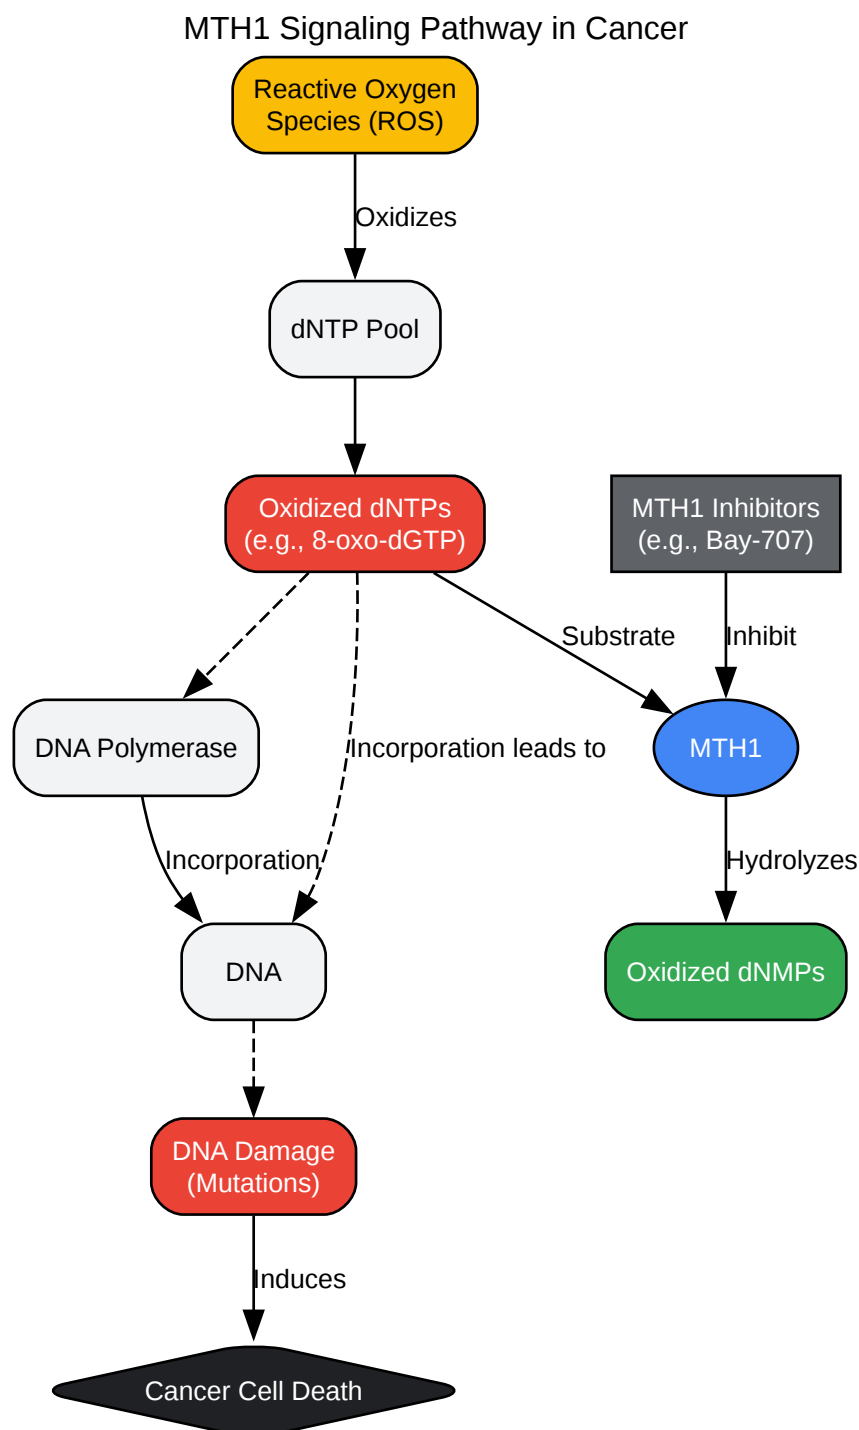 MTH1 Signaling Pathway in Cancer
Reactive Oxygen
Species (ROS)
Oxidizes
dNTP Pool
Oxidized dNTPs
(e.g., 8-oxo-dGTP)
MTH1 Inhibitors
(e.g., Bay-707)
Substrate
Inhibit
DNA Polymerase
Incorporation leads to
MTH1
Incorporation
Hydrolyzes
DNA
Oxidized dNMPs
DNA Damage
(Mutations)
Induces
Cancer Cell Death